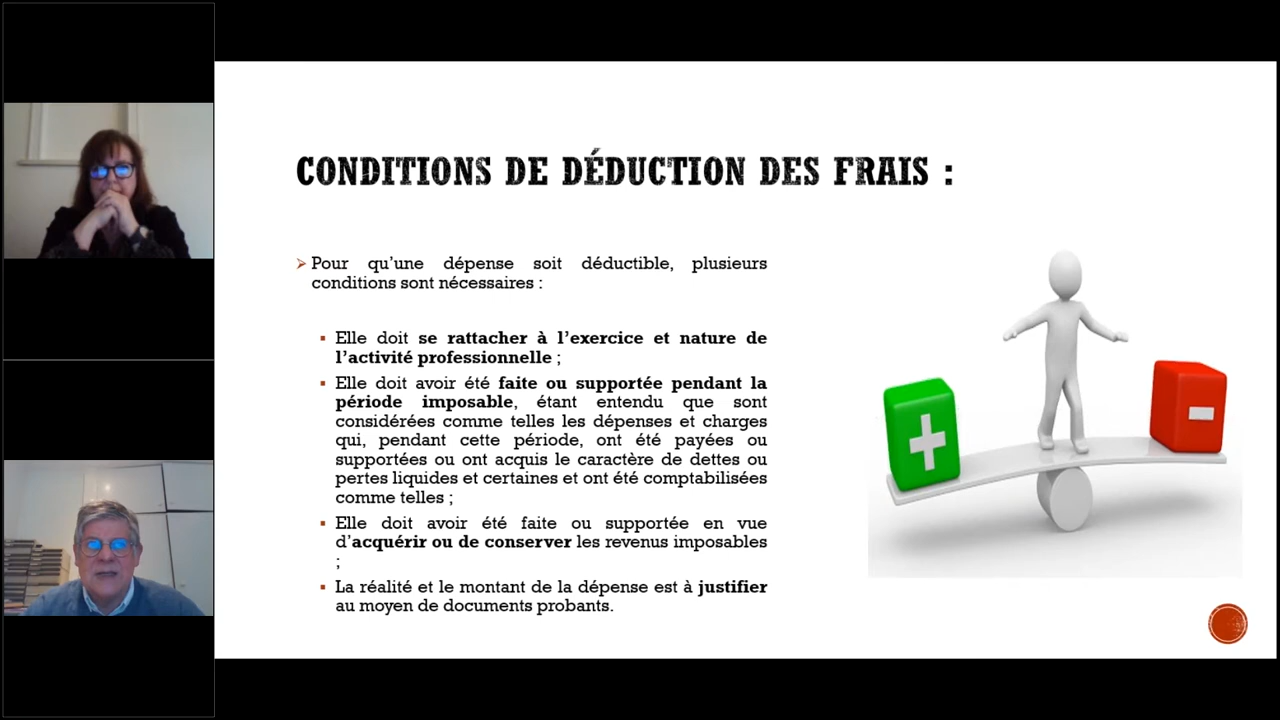 CONDITIONS DE DÉDUCTION DES FRAIS :
Pour qu’une dépense soit déductible, plusieurs
conditions sont nécessaires :
Elle doit se rattacher à l’exercice et nature de
l’activité professionnelle ;
Elle doit avoir été faite ou supportée pendant la
période imposable, étant entendu que sont
considérées comme telles les dépenses et charges
qui, pendant cette période, ont été payées ou
supportées ou ont acquis le caractère de dettes ou
pertes liquides et certaines et ont été comptabilisées
comme telles ;
Elle doit avoir été faite ou supportée en vue
d’acquérir ou de conserver les revenus imposables
;
La réalité et le montant de la dépense est à justifier
au moyen de documents probants.